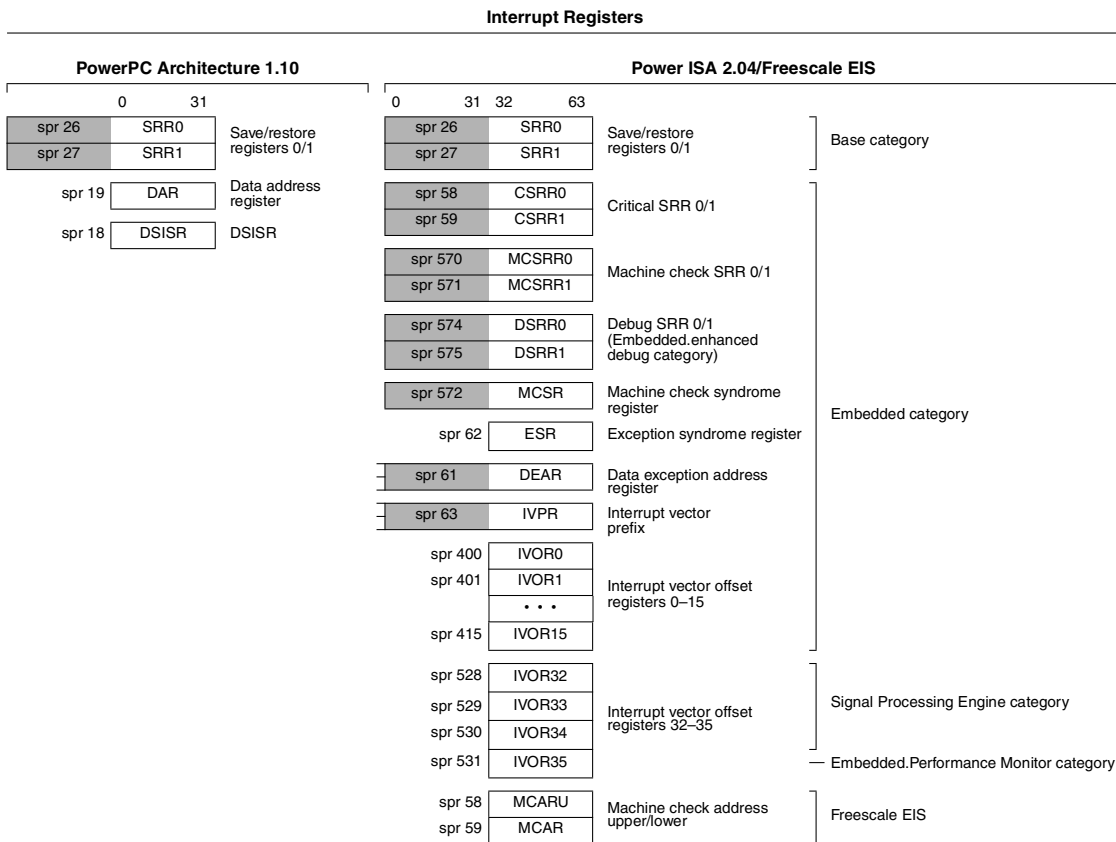 Interrupt Registers
PowerPC Architecture 1.10
Power ISA 2.04/Freescale EIS
0 31
0 31 32 63
spr 26 SRR0
spr 27 SRR1
Save/restore
registers 0/1
spr 19 DAR
Data address
register
spr 18 DSISR
DSISR
spr 26 SRR0
spr 27 SRR1
Save/restore
registers 0/1
Base category
spr 58 CSRR0
spr 59 CSRR1
Critical SRR 0/1
spr 570 MCSRR0
spr 571 MCSRR1
Machine check SRR 0/1
spr 574 DSRR0
spr 575 DSRR1
Debug SRR 0/1
(Embedded.enhanced
debug category)
spr 572 MCSR
Machine check syndrome
register
spr 62 ESR
Exception syndrome register
spr 61 DEAR
Data exception address
register
spr 63 IVPR
Interrupt vector
prefix
spr 400 IVOR0
spr 401 IVOR1
• • •
spr 415 IVOR15
Interrupt vector offset
registers 0–15
Embedded category
spr 528 IVOR32
spr 529 IVOR33
spr 530 IVOR34
spr 531 IVOR35
Interrupt vector offset
registers 32–35
Signal Processing Engine category
Embedded.Performance Monitor category
spr 58 MCARU
spr 59 MCAR
Machine check address
upper/lower
Freescale EIS